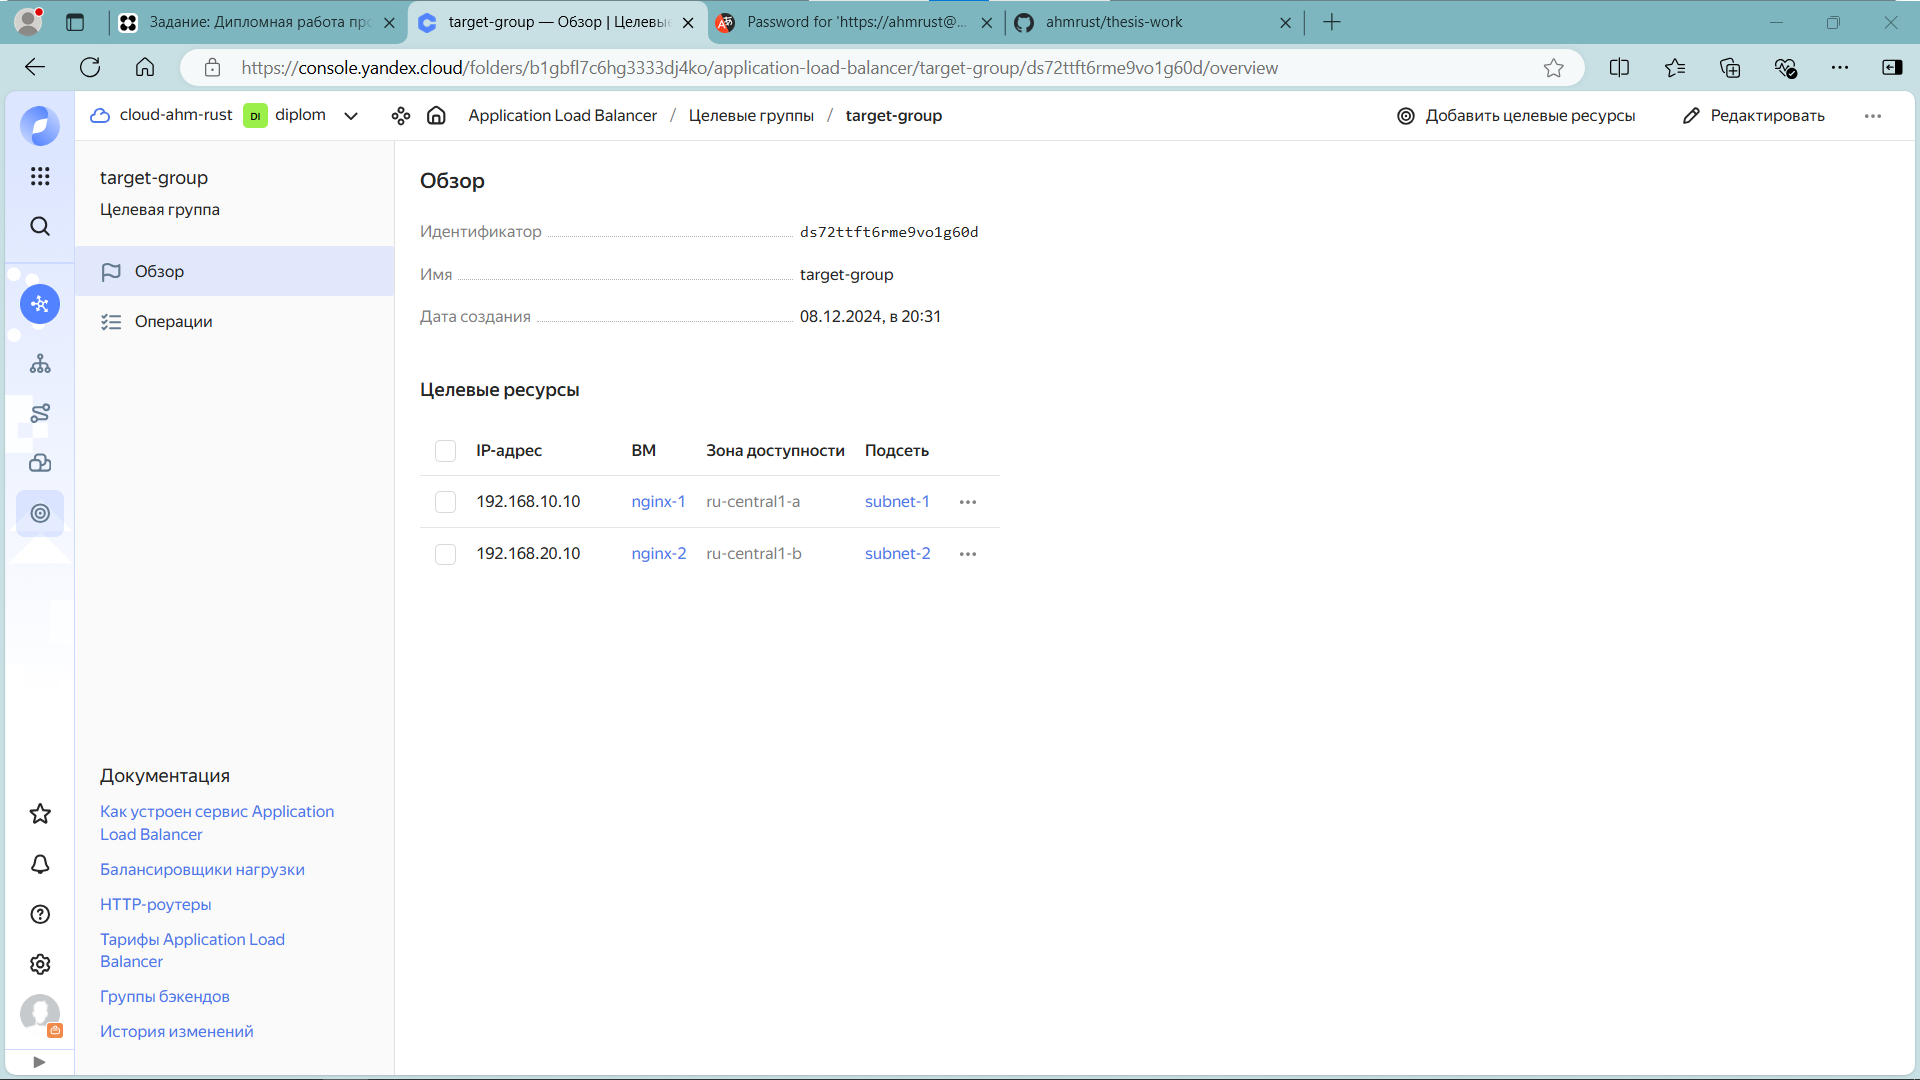 Задание: Дипломная работа пр
target-group — Обзор | Целевы
Password for 'https://ahmrust@...
ahmrust/thesis-work
https://console.yandex.cloud/folders/b1gbfl7c6hg3333dj4ko/application-load-balancer/target-group/ds72ttft6rme9vo1g60d/overview
cloud-ahm-rust DI diplom
Application Load Balancer / Целевые группы / target-group
Добавить целевые ресурсы
Редактировать
target-group
Целевая группа
Обзор
Операции
Обзор
Идентификатор ds72ttft6rme9vo1g60d
Имя target-group
Дата создания 08.12.2024, в 20:31
Целевые ресурсы
IP-адрес ВМ Зона доступности Подсеть
192.168.10.10 nginx-1 ru-central1-a subnet-1
192.168.20.10 nginx-2 ru-central1-b subnet-2
Документация
Как устроен сервис Application
Load Balancer
Балансировщики нагрузки
HTTP-роутеры
Тарифы Application Load
Balancer
Группы бэкендов
История изменений